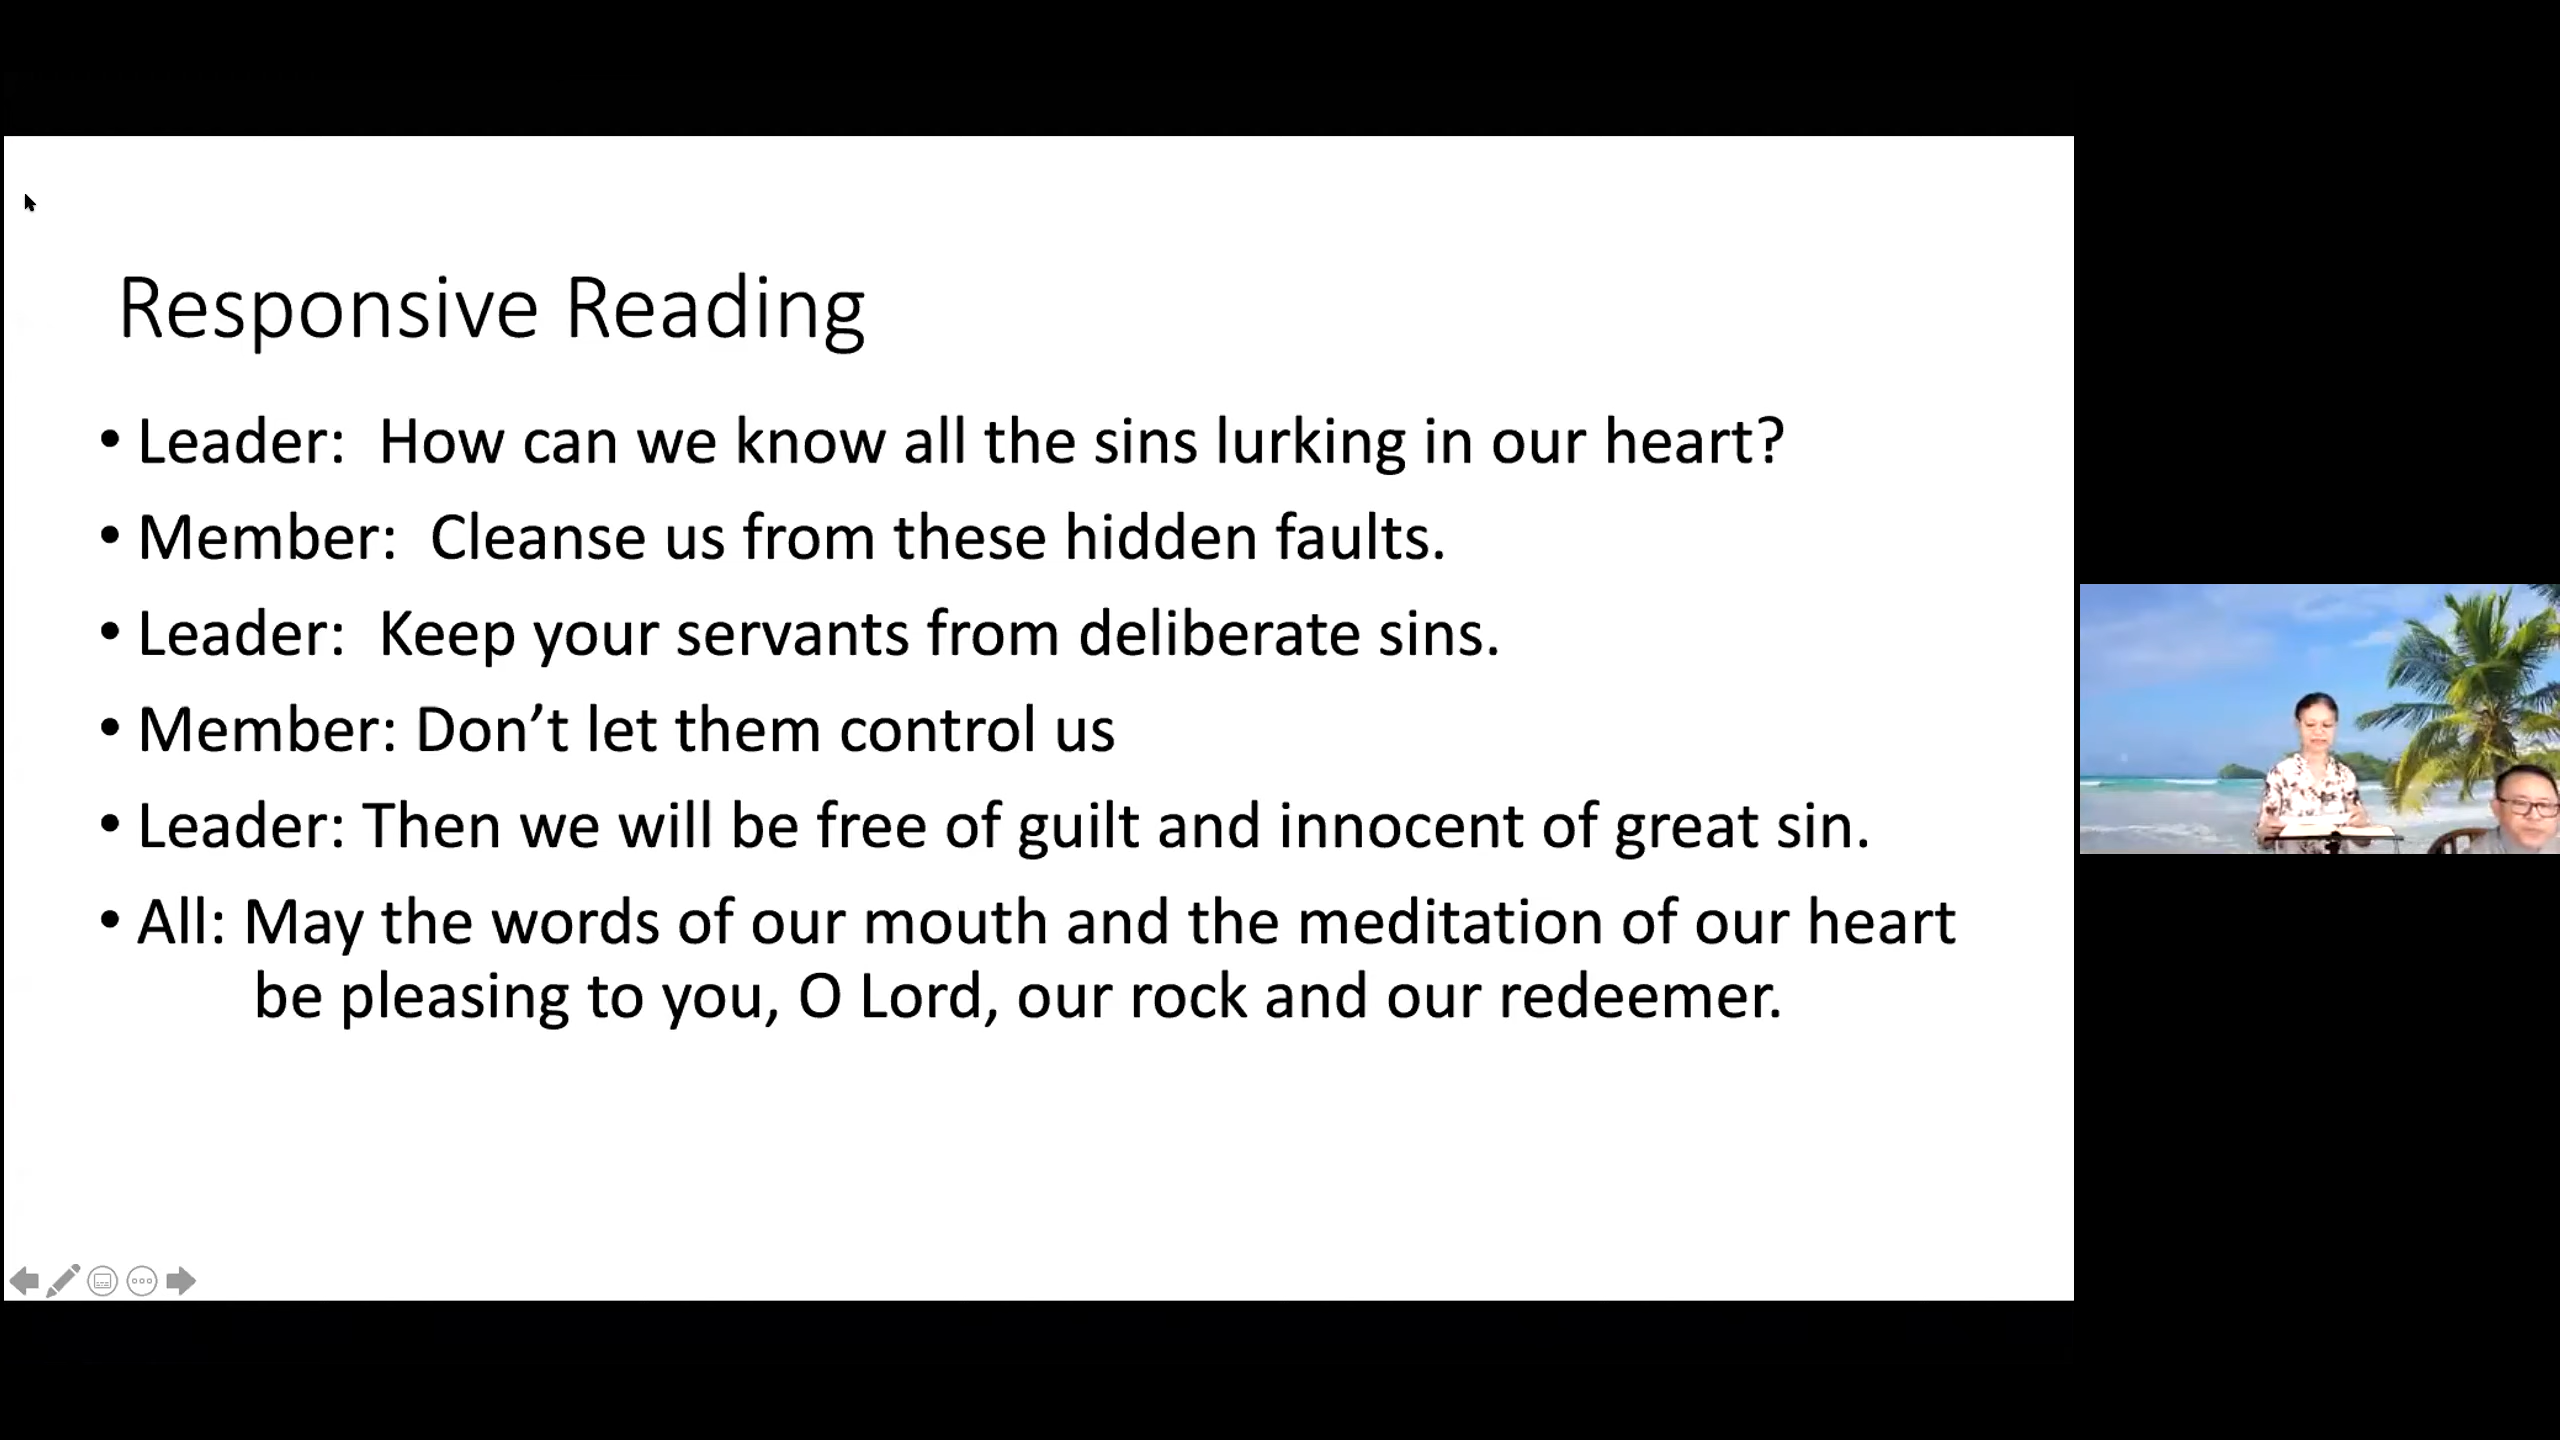 Responsive Reading
• Leader:  How can we know all the sins lurking in our heart?
• Member:  Cleanse us from these hidden faults.
• Leader:  Keep your servants from deliberate sins.
• Member: Don’t let them control us
• Leader: Then we will be free of guilt and innocent of great sin.
• All: May the words of our mouth and the meditation of our heart
be pleasing to you, O Lord, our rock and our redeemer.